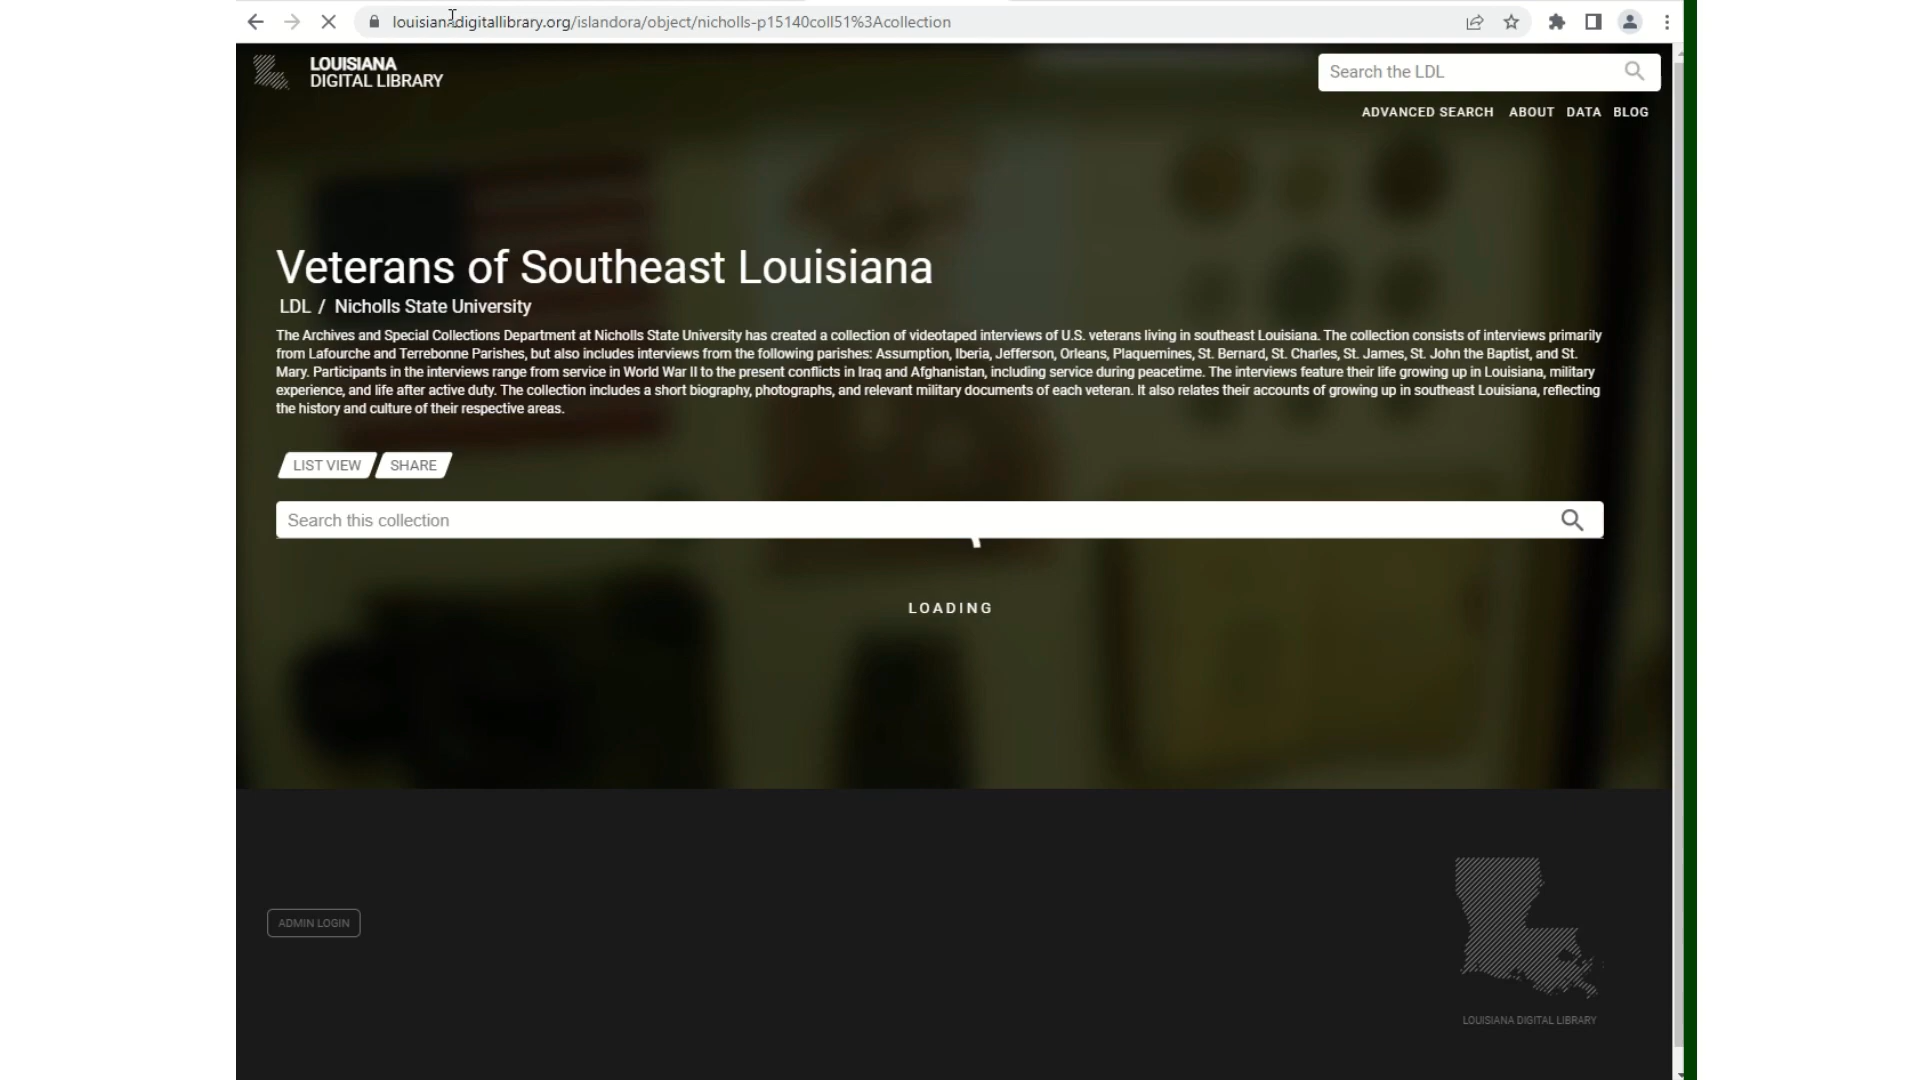 louisianadigitallibrary.org/islandora/object/nicholls-p15140coll51%3Acollection
LOUISIANA
DIGITAL LIBRARY
Search the LDL
ADVANCED SEARCH ABOUT DATA BLOG
Veterans of Southeast Louisiana
LDL / Nicholls State University
The Archives and Special Collections Department at Nicholls State University has created a collection of videotaped interviews of U.S. veterans living in southeast Louisiana. The collection consists of interviews primarily
from Lafourche and Terrebonne Parishes, but also includes interviews from the following parishes: Assumption, Iberia, Jefferson, Orleans, Plaquemines, St. Bernard, St. Charles, St. James, St. John the Baptist, and St.
Mary. Participants in the interviews range from service in World War II to the present conflicts in Iraq and Afghanistan, including service during peacetime. The interviews feature their life growing up in Louisiana, military
experience, and life after active duty. The collection includes a short biography, photographs, and relevant military documents of each veteran. It also relates their accounts of growing up in southeast Louisiana, reflecting
the history and culture of their respective areas.
LIST VIEW SHARE
Search this collection
LOADING
ADMIN LOGIN
LOUISIANA DIGITAL LIBRARY